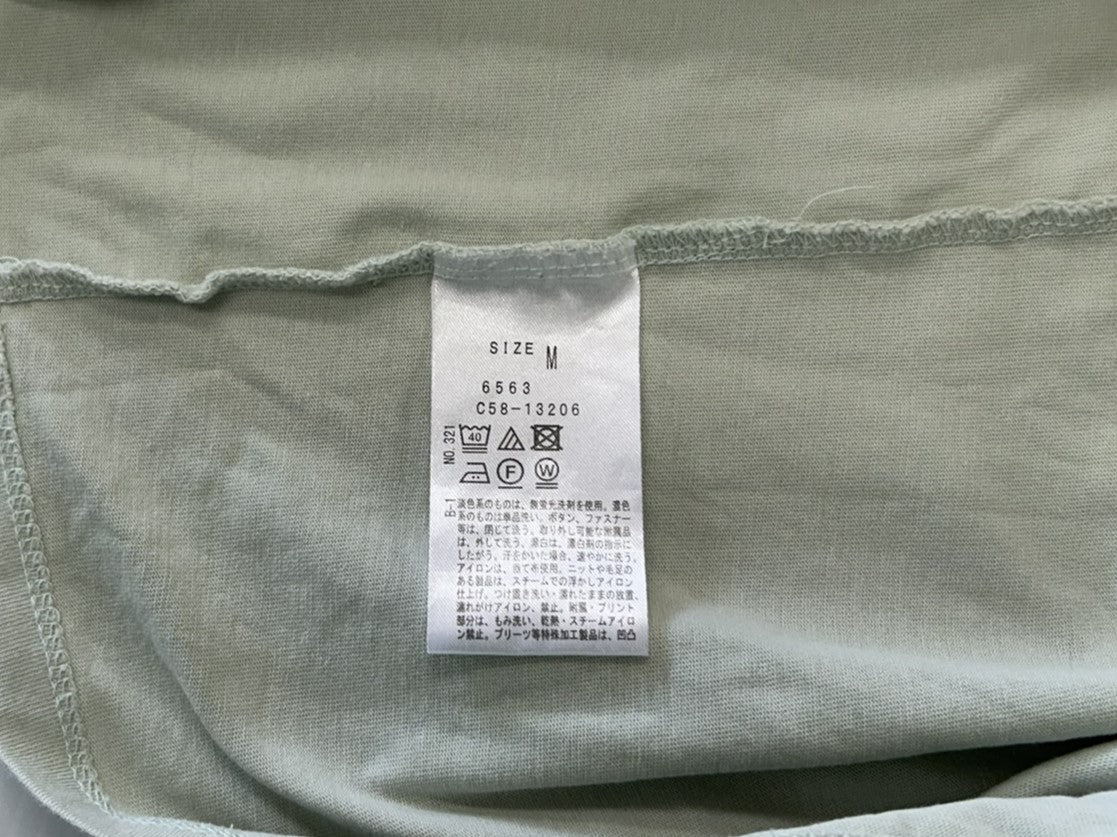 SIZE M
6563
C58-13206
NO.321
40
F W
B-1
淡色系のものは、無蛍光洗剤を使用。濃色
系のものは単品洗い。ボタン、ファスナー
等は、閉じて洗う。取り外し可能な附属品
は、外して洗う。漂白は、漂白剤の指示に
したがう。汗をかいた場合、速やかに洗う。
アイロンは、当て布使用。ニットや毛足の
ある製品は、スチームでの浮かしアイロン
仕上げ。つけ置き洗い・濡れたままの放置、
濡れがけアイロン、禁止。附属・プリント
部分は、もみ洗い、乾熱・スチームアイロ
ン禁止。プリーツ等特殊加工製品は、凹凸